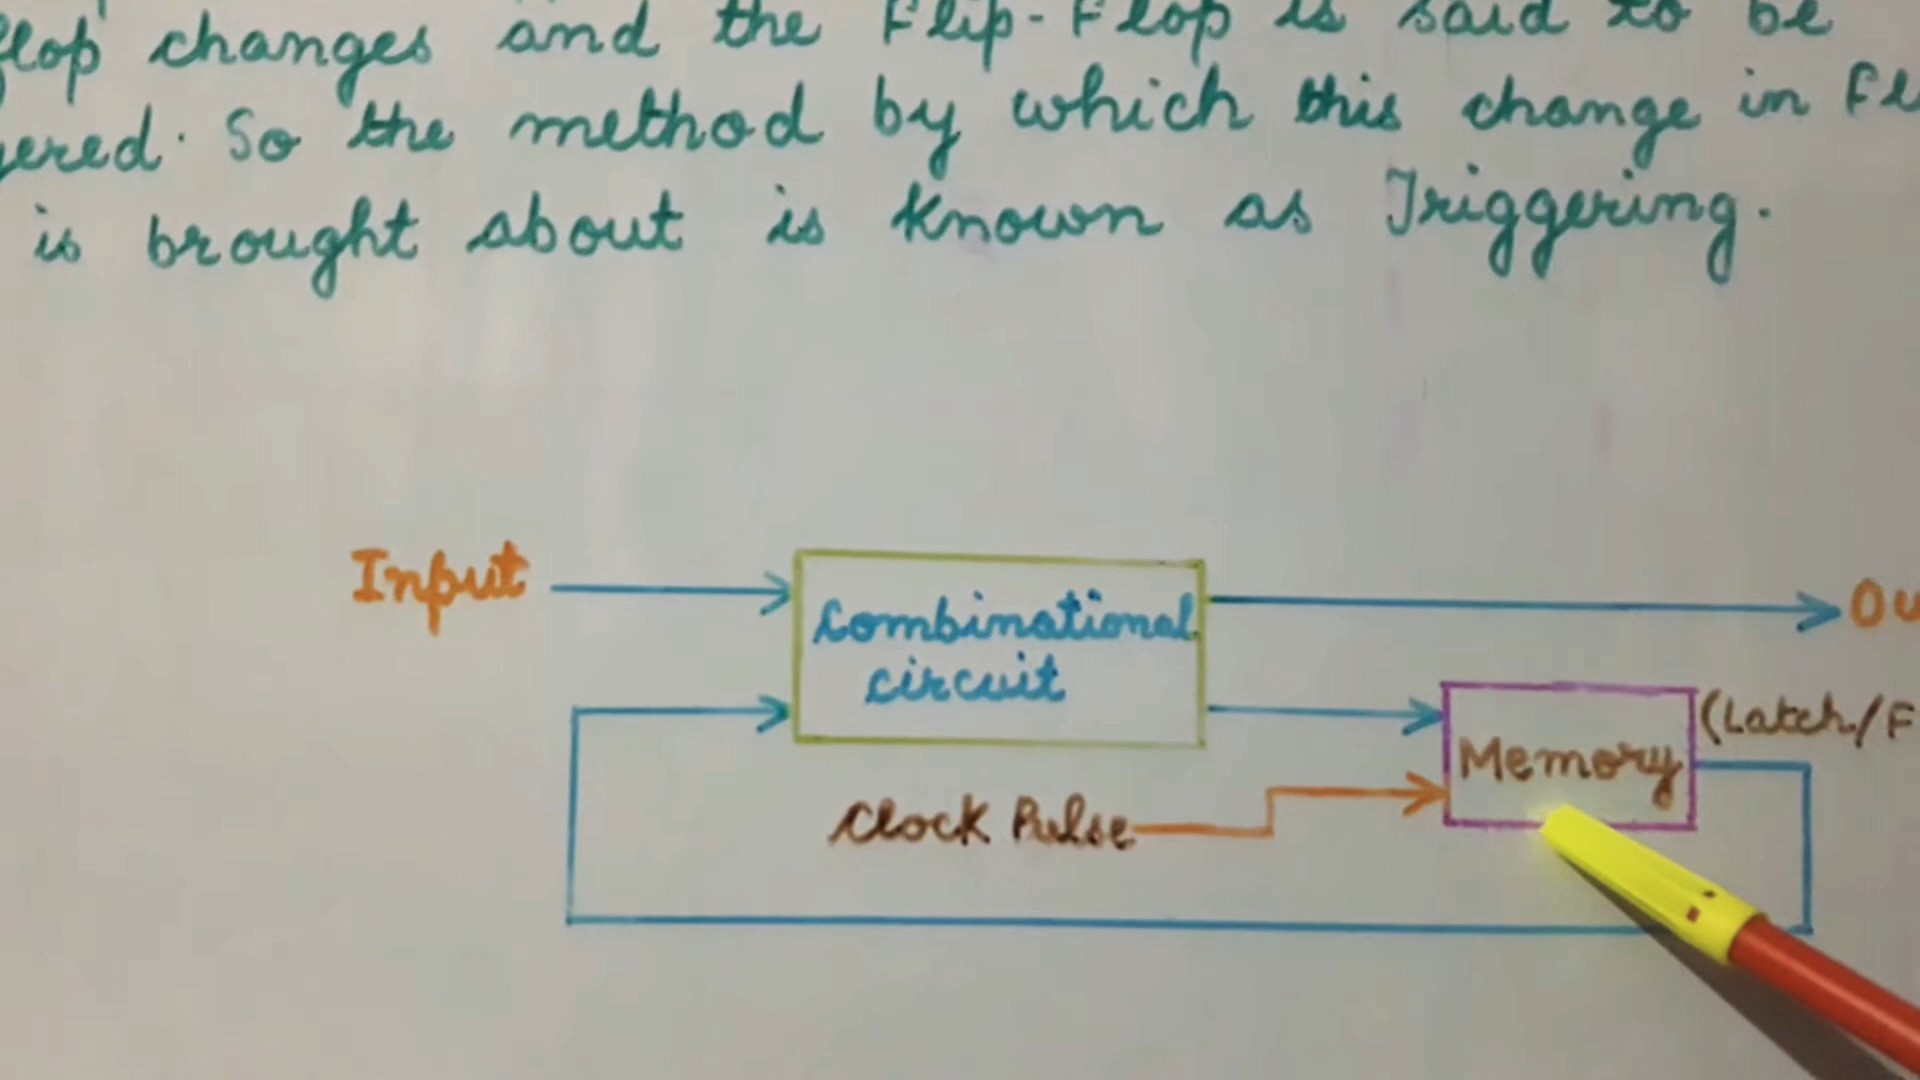 flop changes and the Flip-Flop is said to be
gered. So the method by which this change in Fl
is brought about is known as Triggering.
Input
Combinational
circuit
Ou
Memory
(Latch/F
Clock Pulse